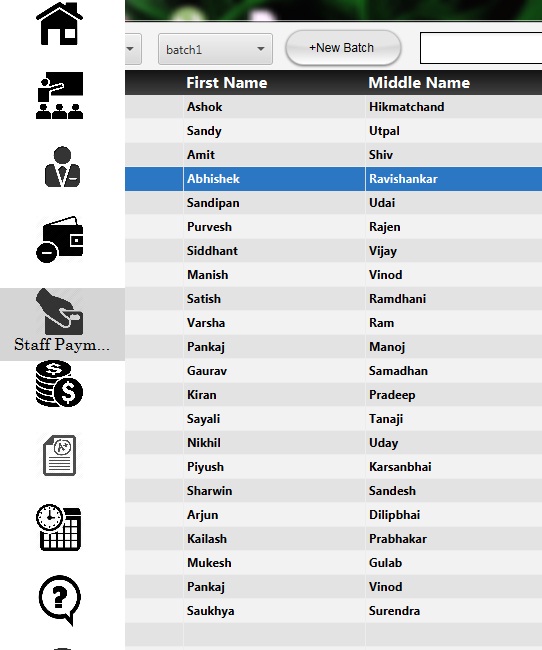 batch1 +New Batch
First Name Middle Name
Ashok Hikmatchand
Sandy Utpal
Amit Shiv
Abhishek Ravishankar
Sandipan Udai
Purvesh Rajen
Siddhant Vijay
Manish Vinod
Satish Ramdhani
Varsha Ram
Staff Paym...
Pankaj Manoj
Gaurav Samadhan
Kiran Pradeep
Sayali Tanaji
Nikhil Uday
A+
Piyush Karsanbhai
Sharwin Sandesh
Arjun Dilipbhai
Kailash Prabhakar
Mukesh Gulab
Pankaj Vinod
Saukhya Surendra